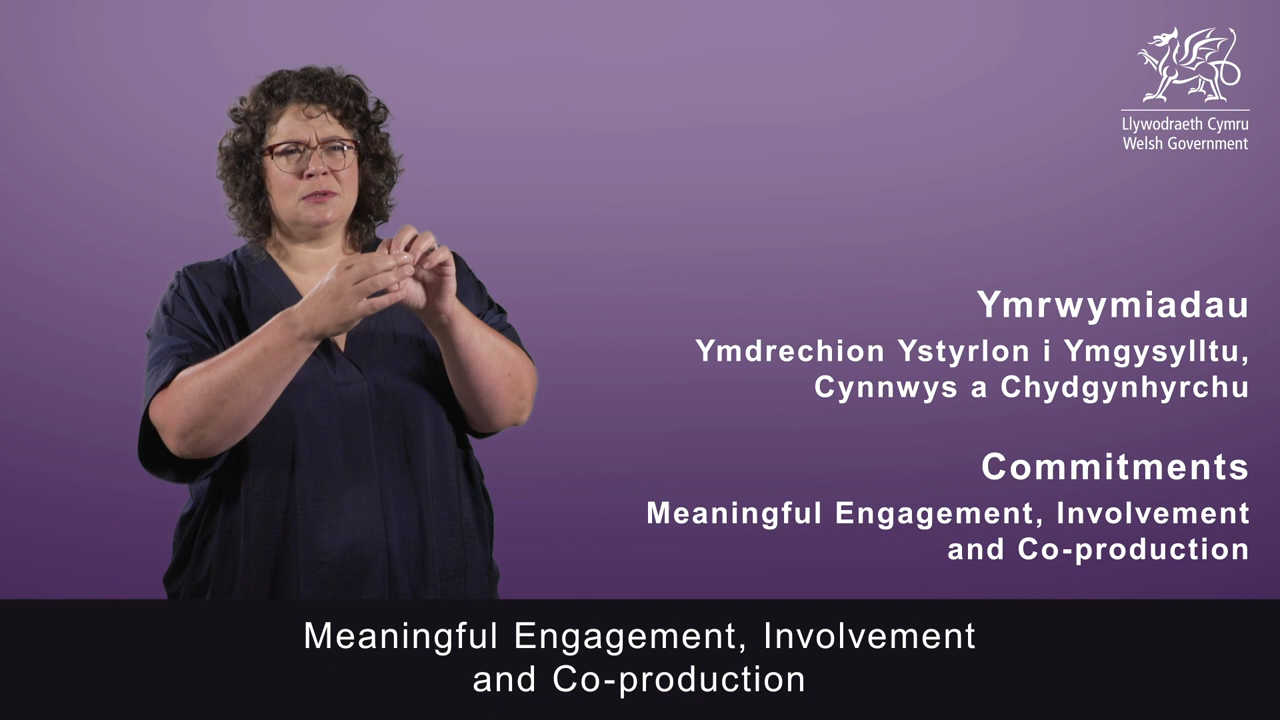 Llywodraeth Cymru
Welsh Government
Ymrwymiadau
Ymdrechion Ystyrlon i Ymgysylltu,
Cynnwys a Chydgynhyrchu
Commitments
Meaningful Engagement, Involvement
and Co-production
Meaningful Engagement, Involvement
and Co-production